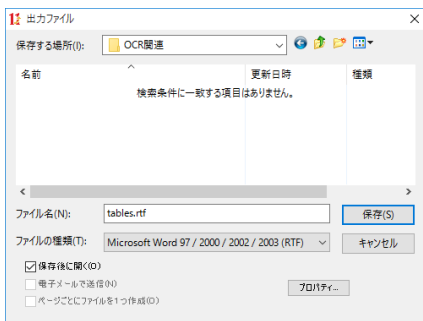 出力ファイル
保存する場所(I):
OCR関連
名前
更新日時
種類
検索条件に一致する項目はありません。
ファイル名(N):
tables.rtf
保存(S)
ファイルの種類(T):
Microsoft Word 97 / 2000 / 2002 / 2003 (RTF)
キャンセル
保存後に開く(O)
電子メールで送信(N)
プロパティ...
ページごとにファイルを1つ作成(O)